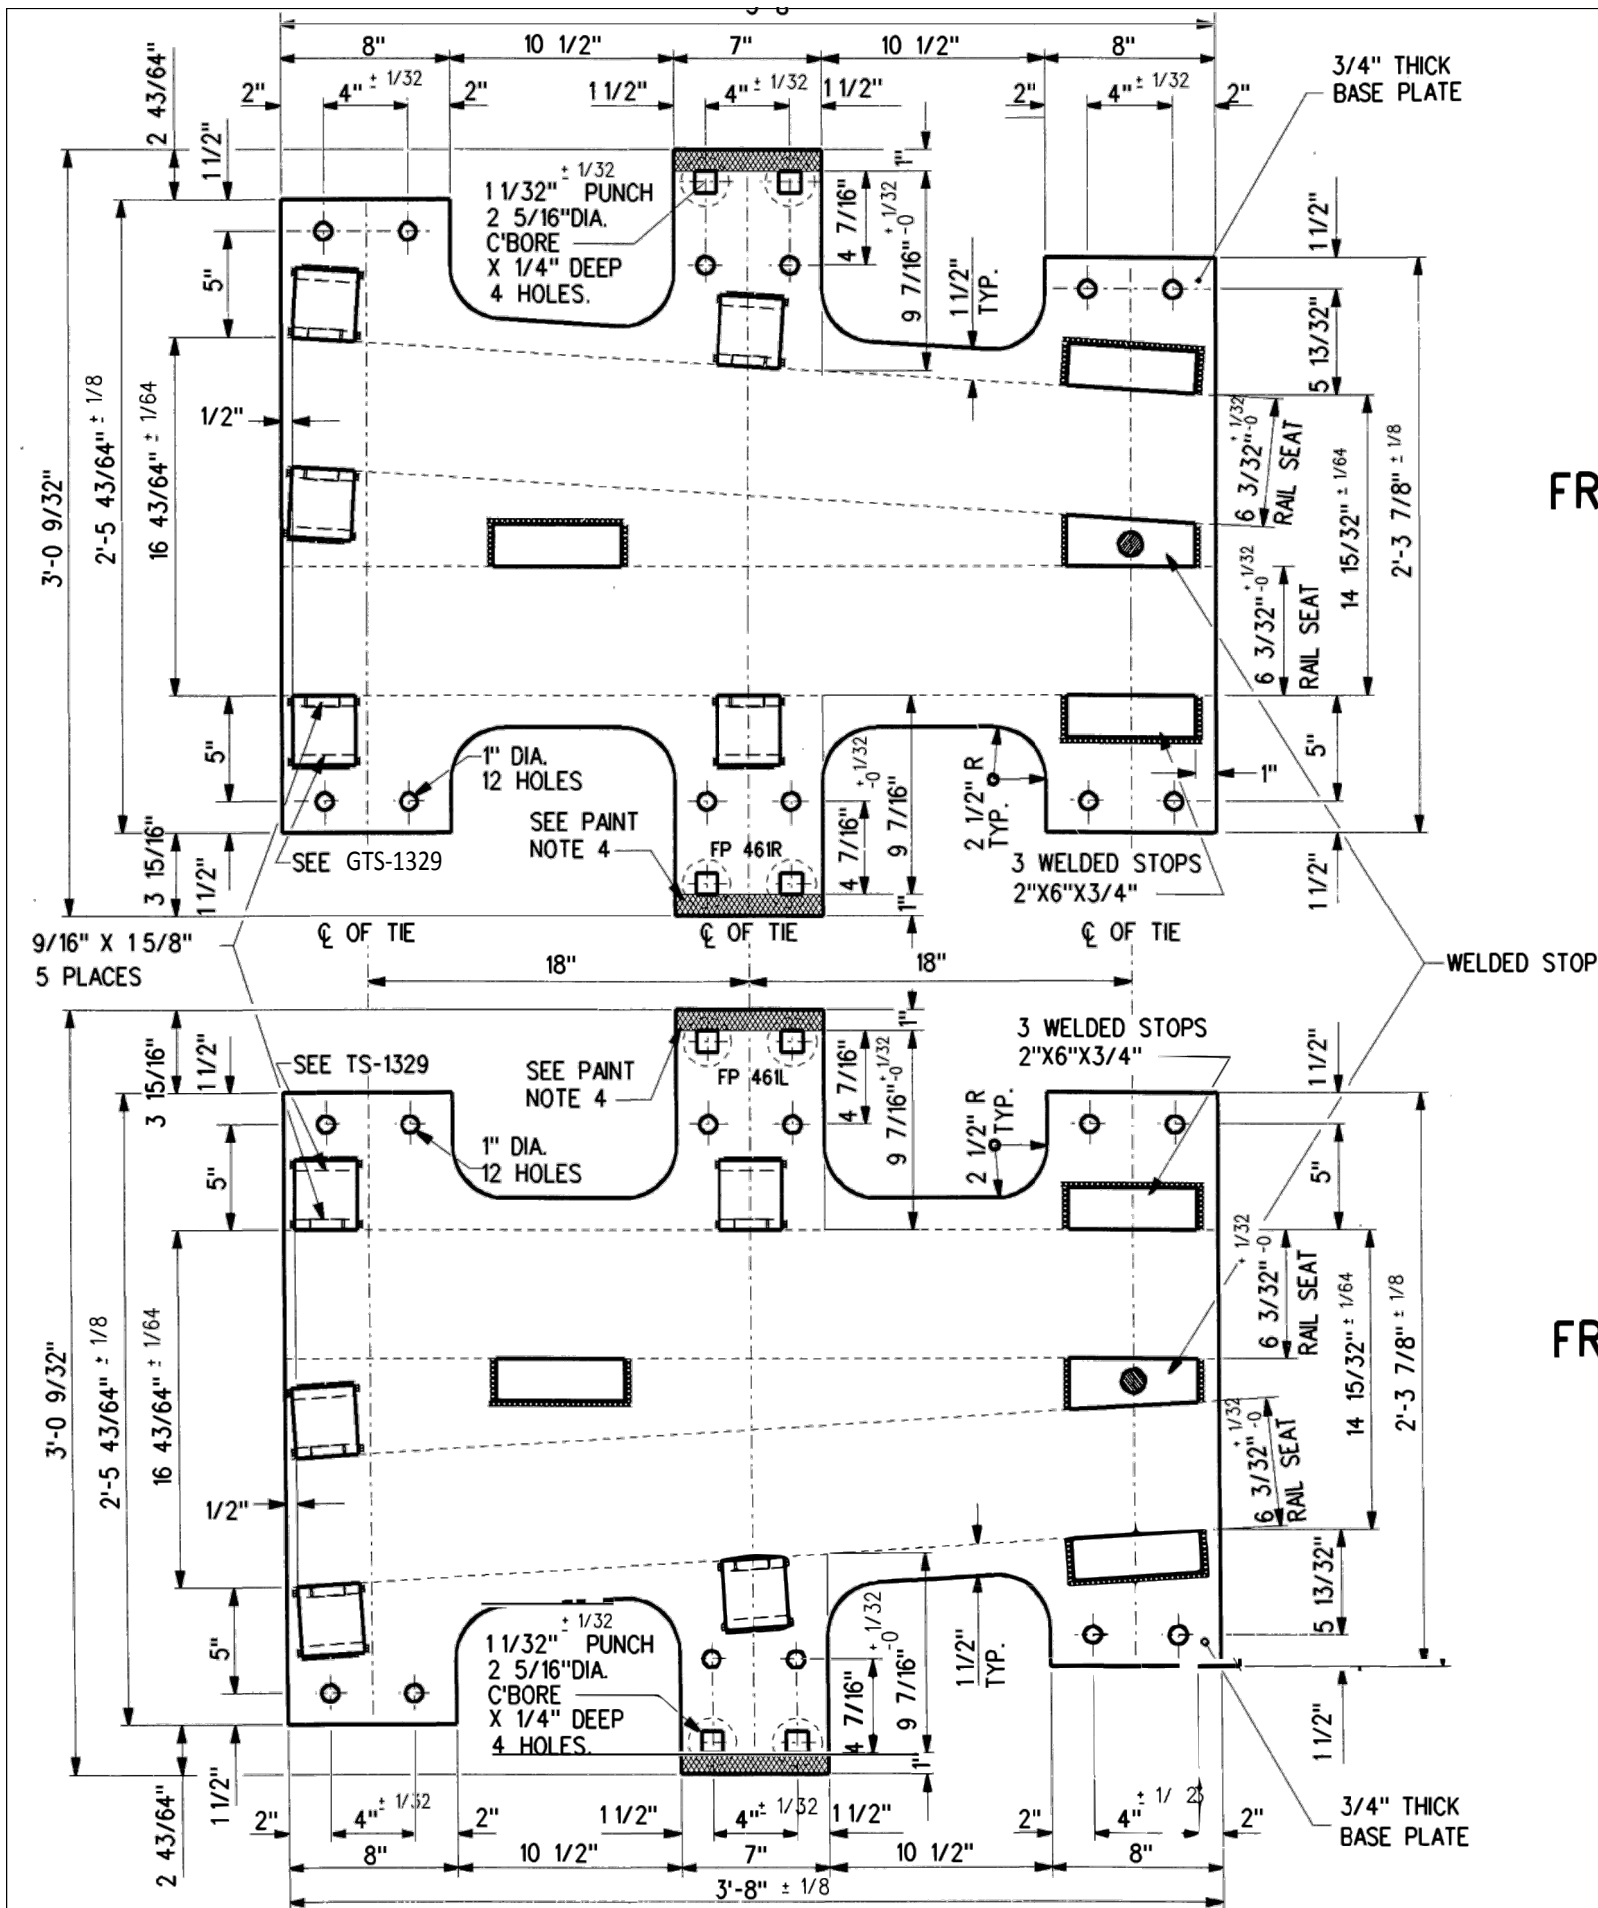 3'-8"
8" 10 1/2" 7" 10 1/2" 8"
2" 4" ± 1/32 2" 1 1/2" 4" ± 1/32 1 1/2" 2" 4" ± 1/32 2"
3/4" THICK
BASE PLATE
2 43/64"
1 1/2"
1 1/32" ± 1/32 PUNCH
2 5/16"DIA.
C'BORE
X 1/4" DEEP
4 HOLES.
1"
4 7/16"
9 7/16" + 1/32 -0
1 1/2"
TYP.
1 1/2"
5"
5 13/32"
3'-0 9/32"
2'-5 43/64" ± 1/8
16 43/64" ± 1/64
1/2"
6 3/32" + 1/32 -0
RAIL SEAT
6 3/32" + 1/32 -0
RAIL SEAT
14 15/32" ± 1/64
2'-3 7/8" ± 1/8
FR
5"
1" DIA.
12 HOLES
SEE PAINT
NOTE 4
FP 461R
4 7/16"
+ 1/32 -0
9 7/16"
1"
2 1/2" R
TYP.
1"
5"
3 WELDED STOPS
2"X6"X3/4"
SEE GTS-1329
3 15/16"
1 1/2"
1 1/2"
9/16" X 1 5/8"
5 PLACES
℄ OF TIE ℄ OF TIE ℄ OF TIE
18" 18"
WELDED STOP
3 15/16"
1 1/2"
SEE TS-1329
SEE PAINT
NOTE 4
FP 461L
1"
4 7/16"
9 7/16" + 1/32 -0
2 1/2" R
TYP.
3 WELDED STOPS
2"X6"X3/4"
1 1/2"
5"
1" DIA.
12 HOLES
5"
3'-0 9/32"
2'-5 43/64" ± 1/8
16 43/64" ± 1/64
1/2"
6 3/32" + 1/32 -0
RAIL SEAT
6 3/32" + 1/32 -0
RAIL SEAT
14 15/32" ± 1/64
2'-3 7/8" ± 1/8
FR
5"
1 1/32" ± 1/32 PUNCH
2 5/16"DIA.
C'BORE
X 1/4" DEEP
4 HOLES.
4 7/16"
+ 1/32 -0
9 7/16"
1"
1 1/2"
TYP.
5 13/32"
1 1/2"
2 43/64"
1 1/2"
3/4" THICK
BASE PLATE
2" 4" ± 1/32 2" 1 1/2" 4" ± 1/32 1 1/2" 2" 4" 2"
8" 10 1/2" 7" 10 1/2" 8"
3'-8" ± 1/8